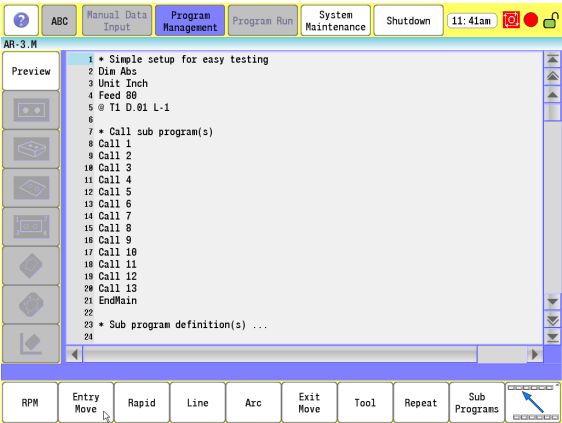 ?
ABC
Manual Data
Input
Program
Management
Program Run
System
Maintenance
Shutdown
11:41am
AR-3.M
Preview
1 * Simple setup for easy testing
2 Dim Abs
3 Unit Inch
4 Feed 80
5 @ T1 D.01 L-1
6
7 * Call sub program(s)
8 Call 1
9 Call 2
10 Call 3
11 Call 4
12 Call 5
13 Call 6
14 Call 7
15 Call 8
16 Call 9
17 Call 10
18 Call 11
19 Call 12
20 Call 13
21 EndMain
22
23 * Sub program definition(s) ...
24
RPM
Entry
Move
Rapid
Line
Arc
Exit
Move
Tool
Repeat
Sub
Programs